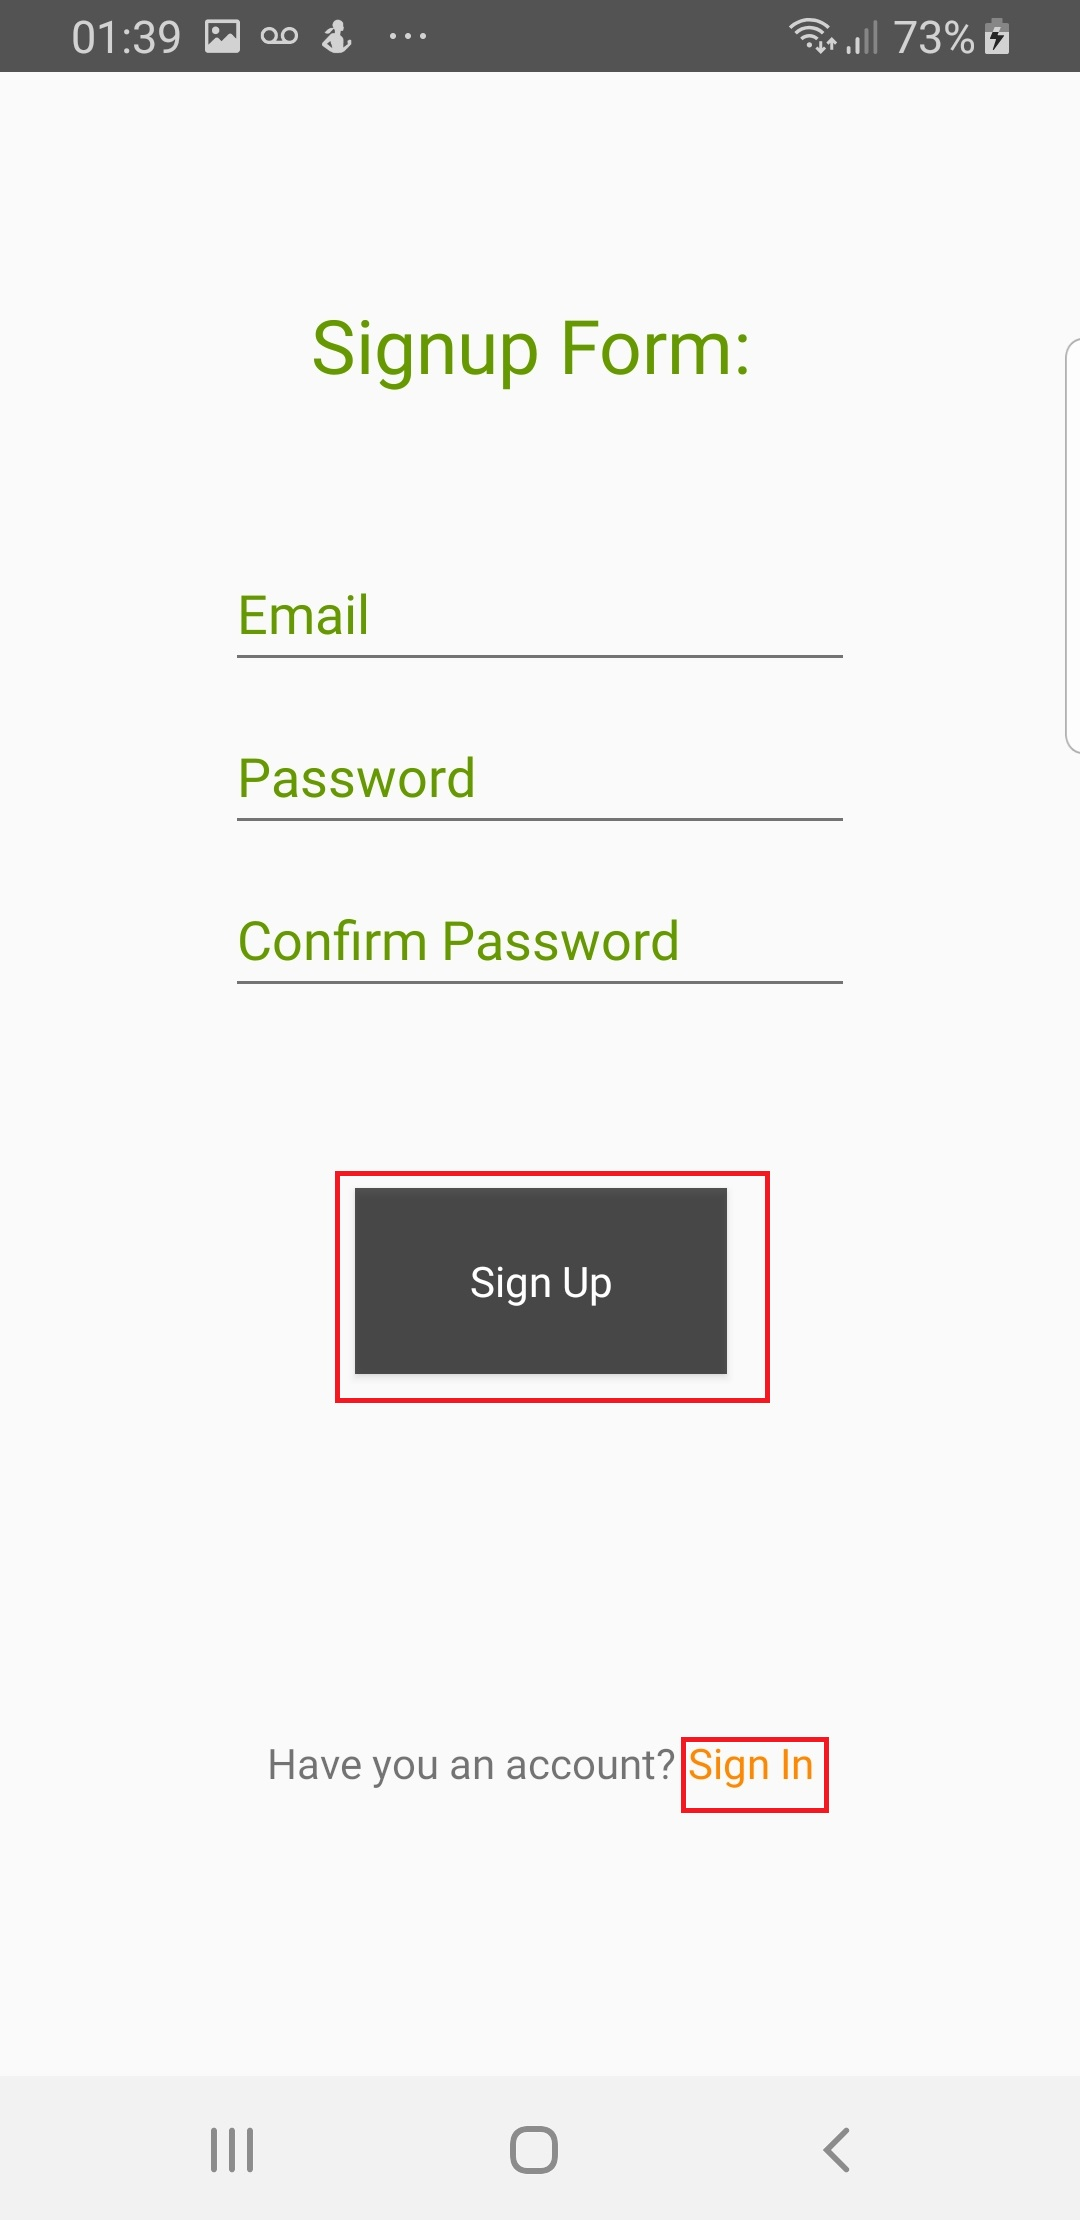 01:39 73%
Signup Form:
Email
Password
Confirm Password
Sign Up
Have you an account? Sign In